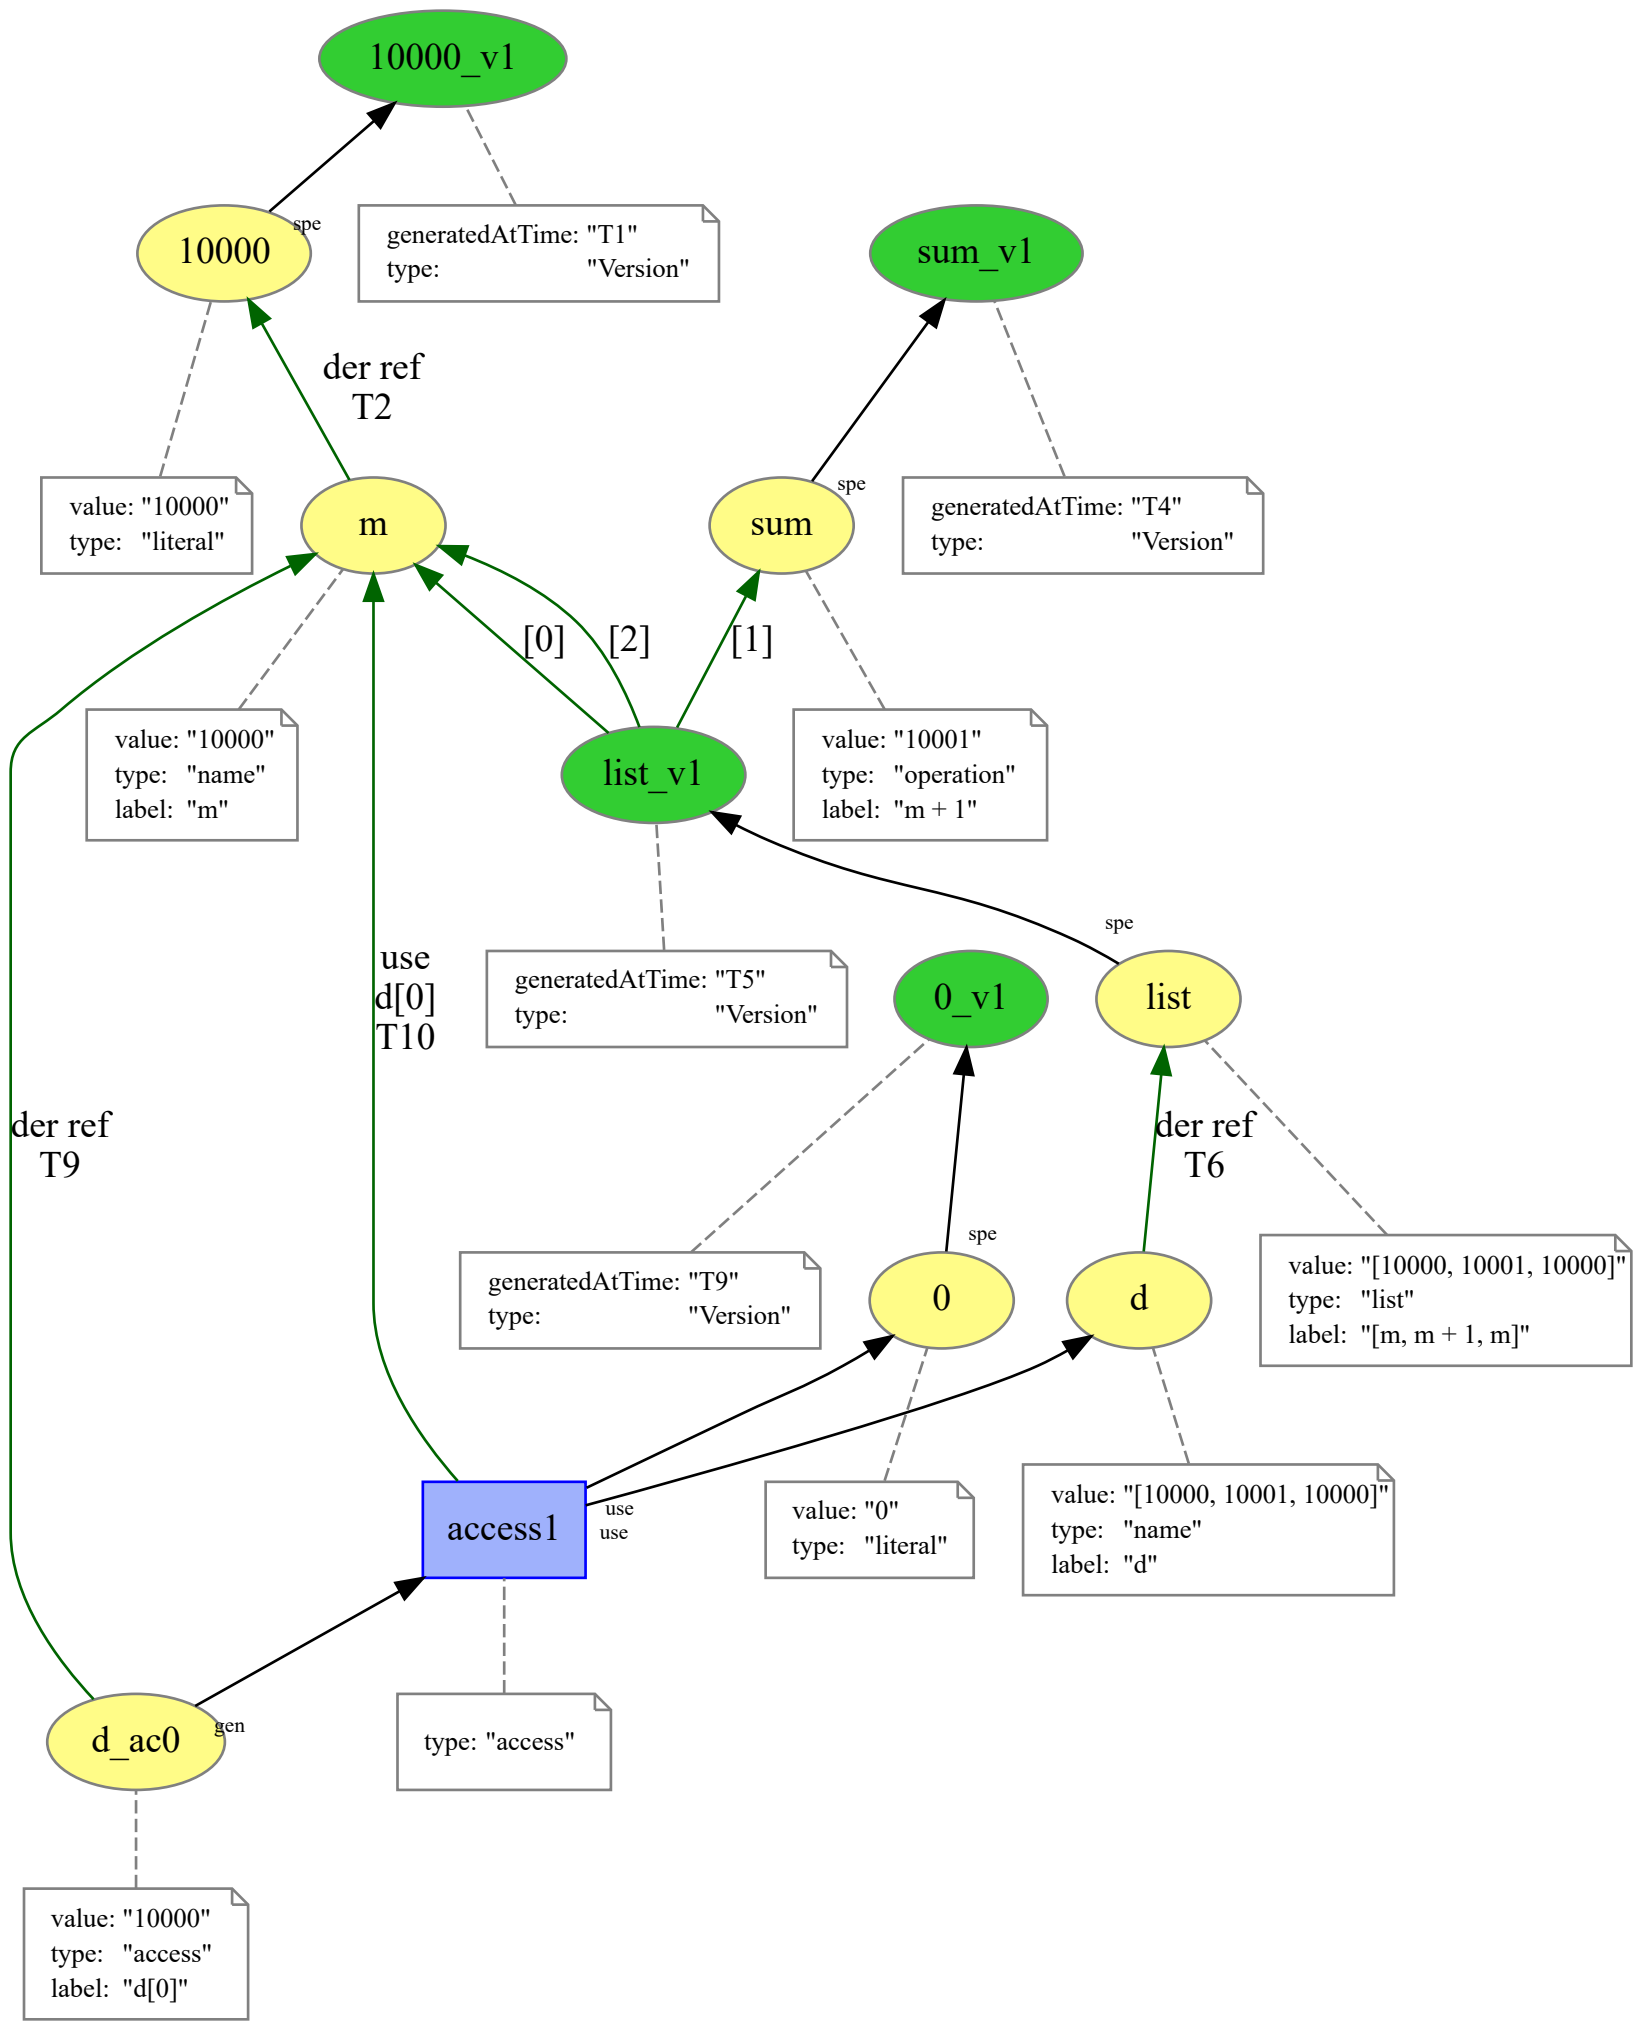 10000_v1
spe
generatedAtTime: "T1"
type: "Version"
10000
sum_v1
der ref
T2
value: "10000"
type: "literal"
m
sum
spe
generatedAtTime: "T4"
type: "Version"
[0]
[2]
[1]
value: "10000"
type: "name"
label: "m"
list_v1
value: "10001"
type: "operation"
label: "m + 1"
spe
use
d[0]
T10
generatedAtTime: "T5"
type: "Version"
0_v1
list
der ref
T9
der ref
T6
spe
generatedAtTime: "T9"
type: "Version"
0
d
value: "[10000, 10001, 10000]"
type: "list"
label: "[m, m + 1, m]"
access1
use
use
value: "0"
type: "literal"
value: "[10000, 10001, 10000]"
type: "name"
label: "d"
d_ac0
gen
type: "access"
value: "10000"
type: "access"
label: "d[0]"